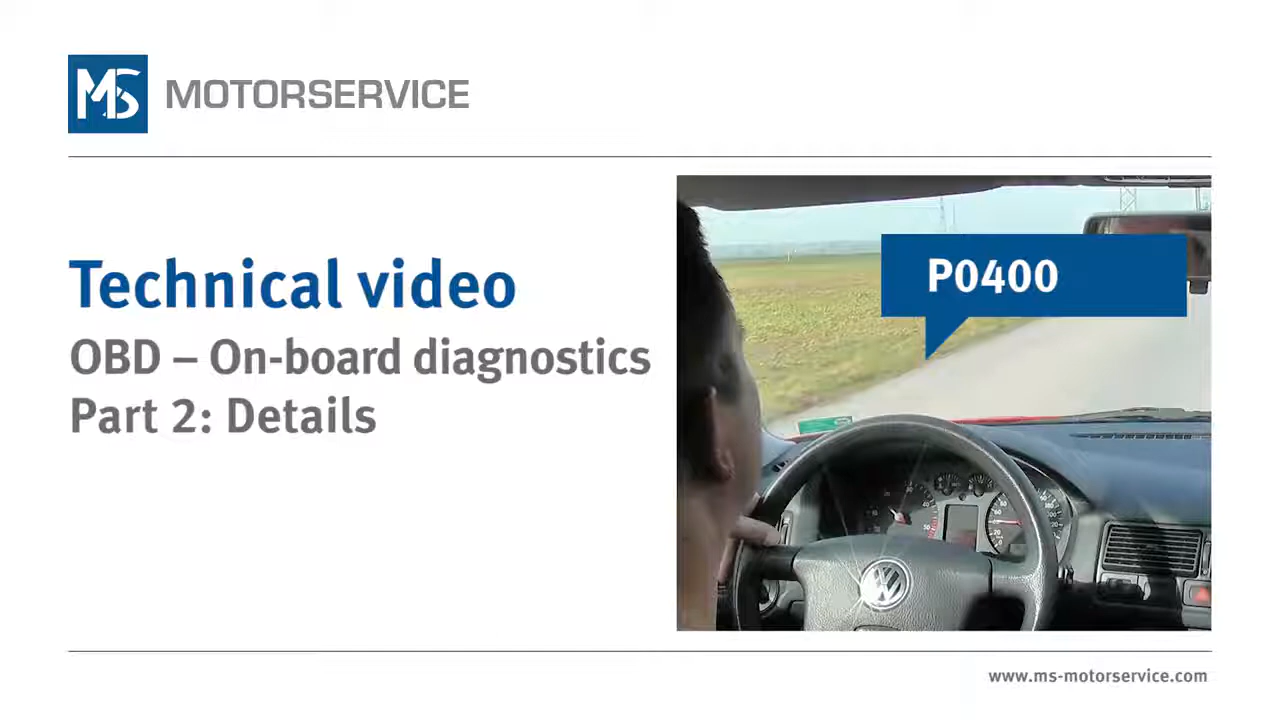 MS MOTORSERVICE
Technical video
OBD – On-board diagnostics
Part 2: Details
P0400
www.ms-motorservice.com